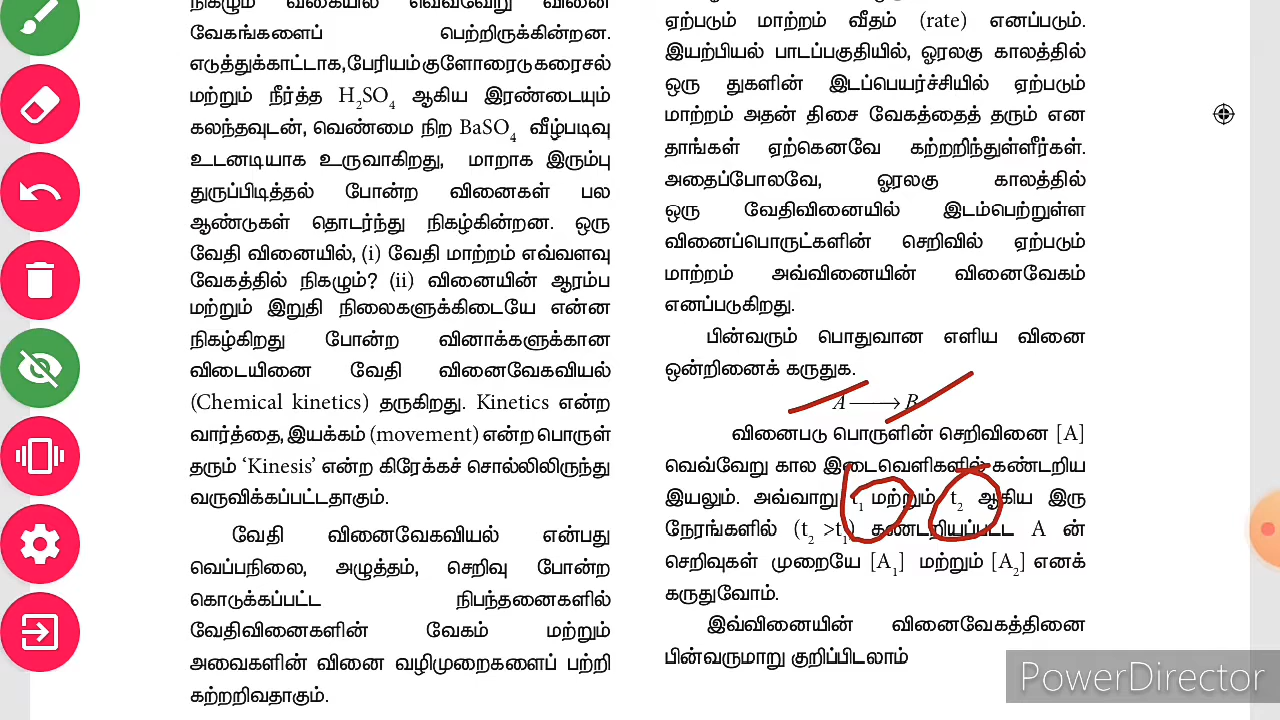 நிகழும் வகையில் வெவ்வேறு வினை
வேகங்களைப் பெற்றிருக்கின்றன.
எடுத்துக்காட்டாக, பேரியம் குளோரைடு கரைசல்
மற்றும் நீர்த்த H₂SO₄ ஆகிய இரண்டையும்
கலந்தவுடன், வெண்மை நிற BaSO₄ வீழ்படிவு
உடனடியாக உருவாகிறது, மாறாக இரும்பு
துருப்பிடித்தல் போன்ற வினைகள் பல
ஆண்டுகள் தொடர்ந்து நிகழ்கின்றன. ஒரு
வேதி வினையில், (i) வேதி மாற்றம் எவ்வளவு
வேகத்தில் நிகழும்? (ii) வினையின் ஆரம்ப
மற்றும் இறுதி நிலைகளுக்கிடையே என்ன
நிகழ்கிறது போன்ற வினாக்களுக்கான
விடையினை வேதி வினைவேகவியல்
(Chemical kinetics) தருகிறது. Kinetics என்ற
வார்த்தை, இயக்கம் (movement) என்ற பொருள்
தரும் ‘Kinesis’ என்ற கிரேக்கச் சொல்லிலிருந்து
வருவிக்கப்பட்டதாகும்.
வேதி வினைவேகவியல் என்பது
வெப்பநிலை, அழுத்தம், செறிவு போன்ற
கொடுக்கப்பட்ட நிபந்தனைகளில்
வேதிவினைகளின் வேகம் மற்றும்
அவைகளின் வினை வழிமுறைகளைப் பற்றி
கற்றறிவதாகும்.
ஏற்படும் மாற்றம் வீதம் (rate) எனப்படும்.
இயற்பியல் பாடப்பகுதியில், ஓரலகு காலத்தில்
ஒரு துகளின் இடப்பெயர்ச்சியில் ஏற்படும்
மாற்றம் அதன் திசை வேகத்தைத் தரும் என
தாங்கள் ஏற்கெனவே கற்றறிந்துள்ளீர்கள்.
அதைப்போலவே, ஓரலகு காலத்தில்
ஒரு வேதிவினையில் இடம்பெற்றுள்ள
வினைப்பொருட்களின் செறிவில் ஏற்படும்
மாற்றம் அவ்வினையின் வினைவேகம்
எனப்படுகிறது.
பின்வரும் பொதுவான எளிய வினை
ஒன்றினைக் கருதுக.
A ⟶ B
வினைபடு பொருளின் செறிவினை [A]
வெவ்வேறு கால இடைவெளிகளில் கண்டறிய
இயலும். அவ்வாறு t₁ மற்றும் t₂ ஆகிய இரு
நேரங்களில் (t₂ >t₁) கண்டறியப்பட்ட A ன்
செறிவுகள் முறையே [A₁] மற்றும் [A₂] எனக்
கருதுவோம்.
இவ்வினையின் வினைவேகத்தினை
பின்வருமாறு குறிப்பிடலாம்
PowerDirector